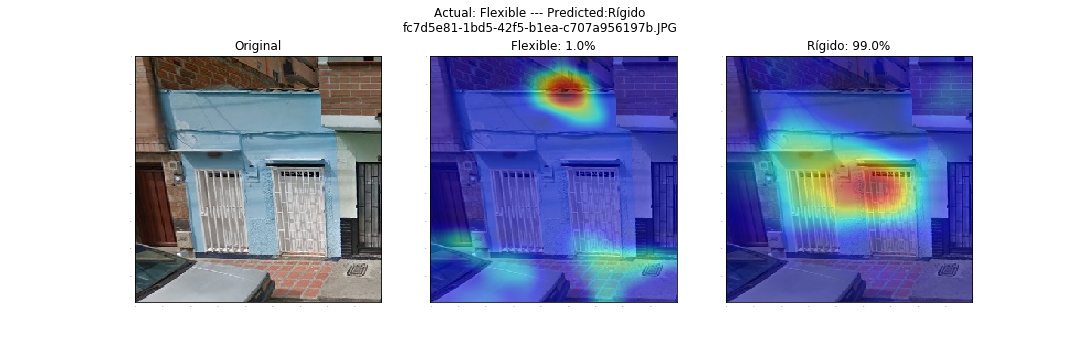 Actual: Flexible --- Predicted:Rígido
fc7d5e81-1bd5-42f5-b1ea-c707a956197b.JPG
Original
Flexible: 1.0%
Rígido: 99.0%